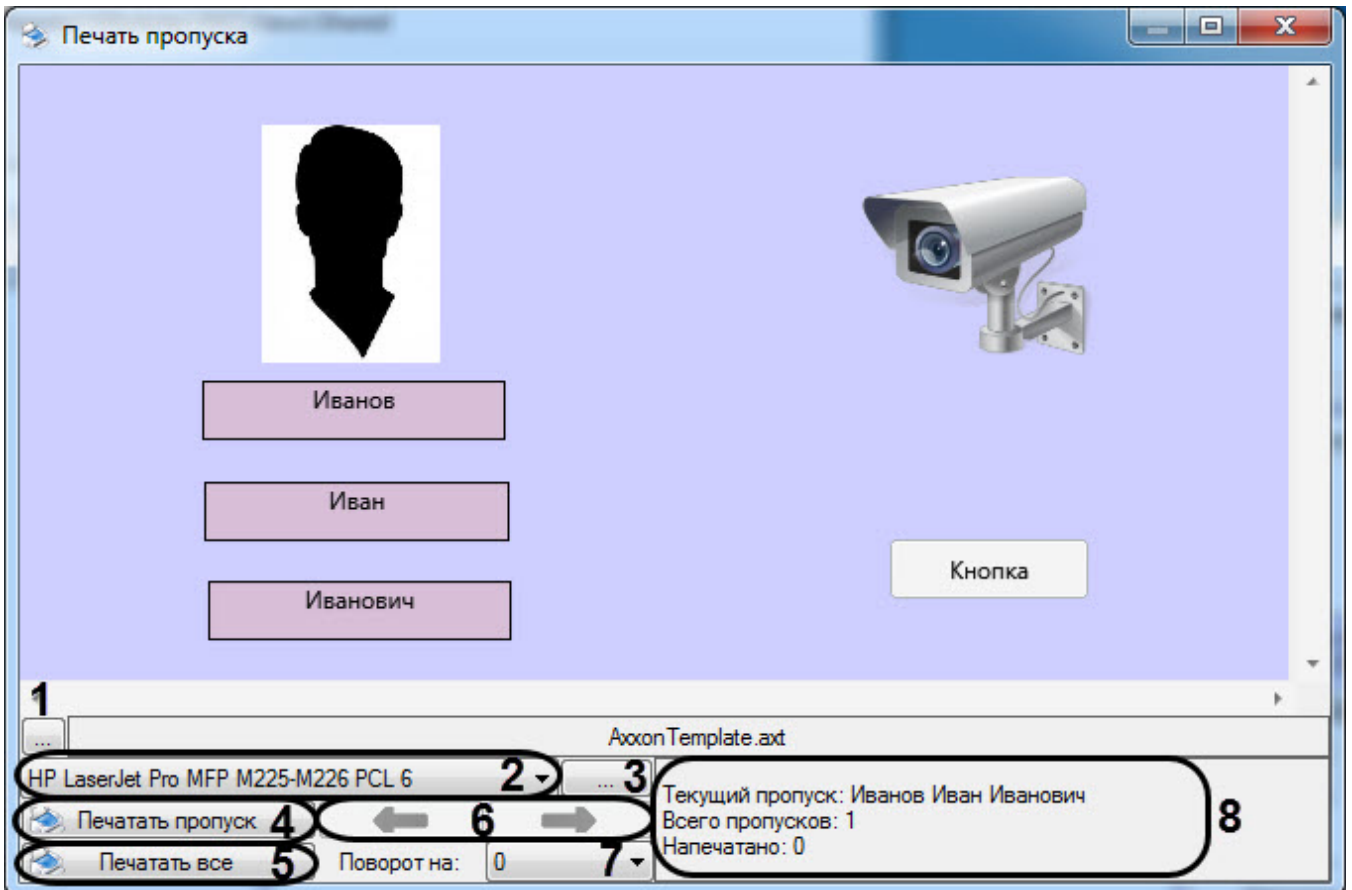 Печать пропуска
Иванов
Иван
Иванович
Кнопка
1
...
AxxonTemplate.axt
HP LaserJet Pro MFP M225-M226 PCL 6
2
... 3
Печатать пропуск 4
6
Печатать все 5
Поворот на: 0 7
Текущий пропуск: Иванов Иван Иванович
Всего пропусков: 1
Напечатано: 0
8